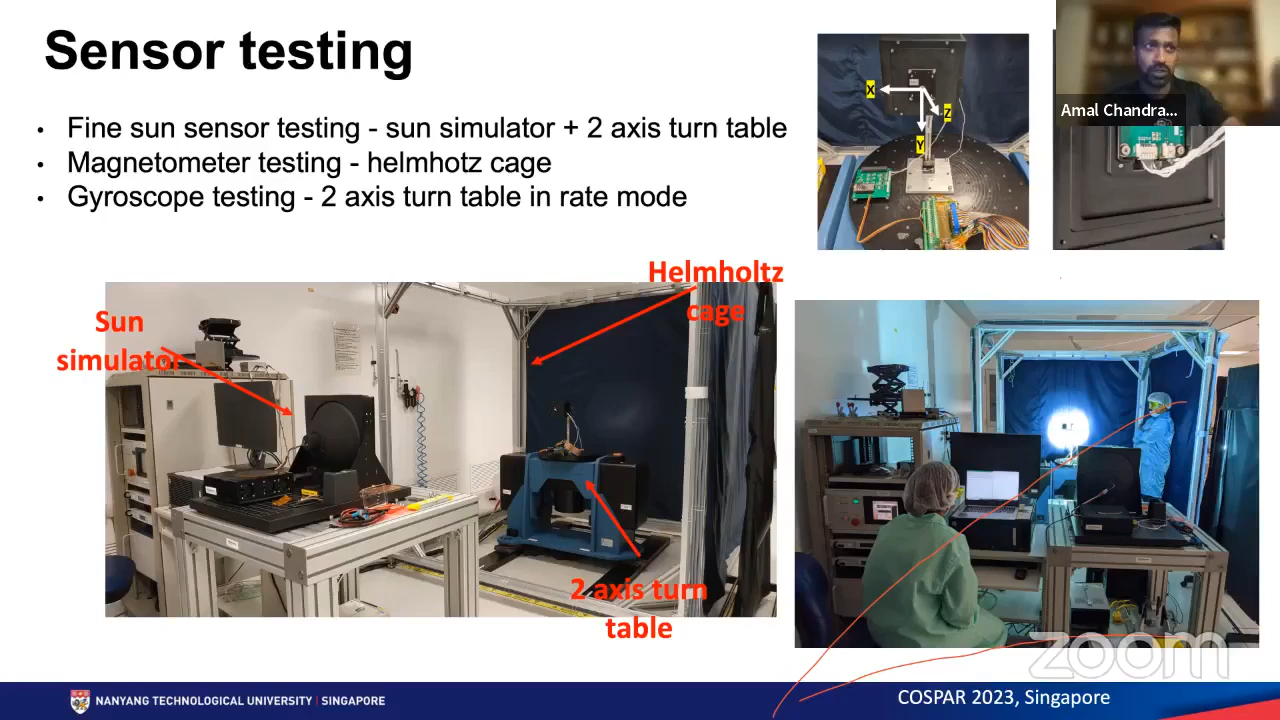 Sensor testing
• Fine sun sensor testing - sun simulator + 2 axis turn table
• Magnetometer testing - helmhotz cage
• Gyroscope testing - 2 axis turn table in rate mode
X
Z
Y
Amal Chandra...
Helmholtz
cage
Sun
simulator
2 axis turn
table
zoom
NANYANG TECHNOLOGICAL UNIVERSITY | SINGAPORE
COSPAR 2023, Singapore